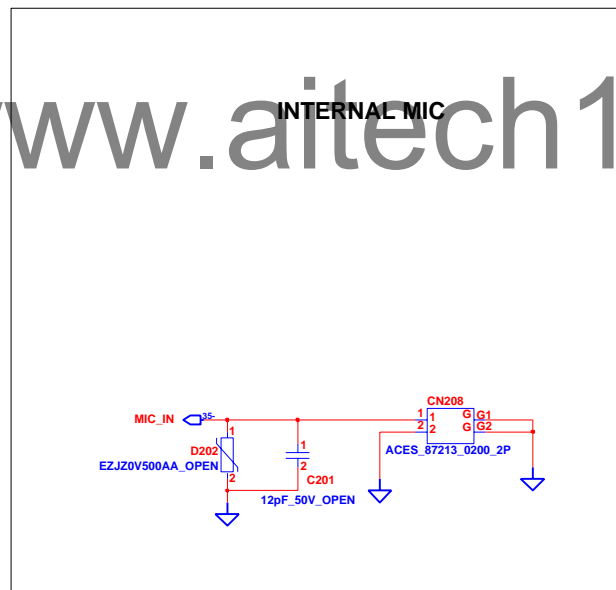 www.aitech1
INTERNAL MIC
CN208
MIC_IN 35-
1 1 G G1
2 2 G G2
1
D202
EZJZ0V500AA_OPEN
2
1
2
C201
12pF_50V_OPEN
ACES_87213_0200_2P